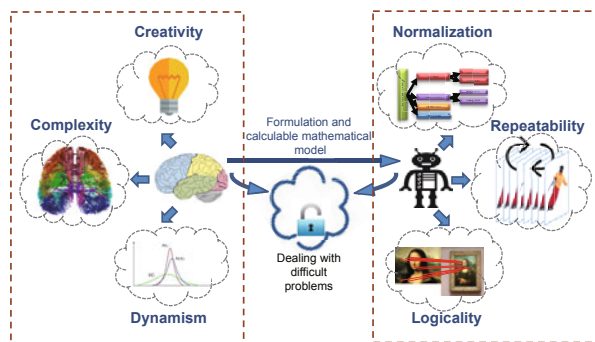 Creativity
Complexity
Dynamism
Formulation and
calculable mathematical
model
Dealing with
difficult
problems
Normalization
Repeatability
Logicality